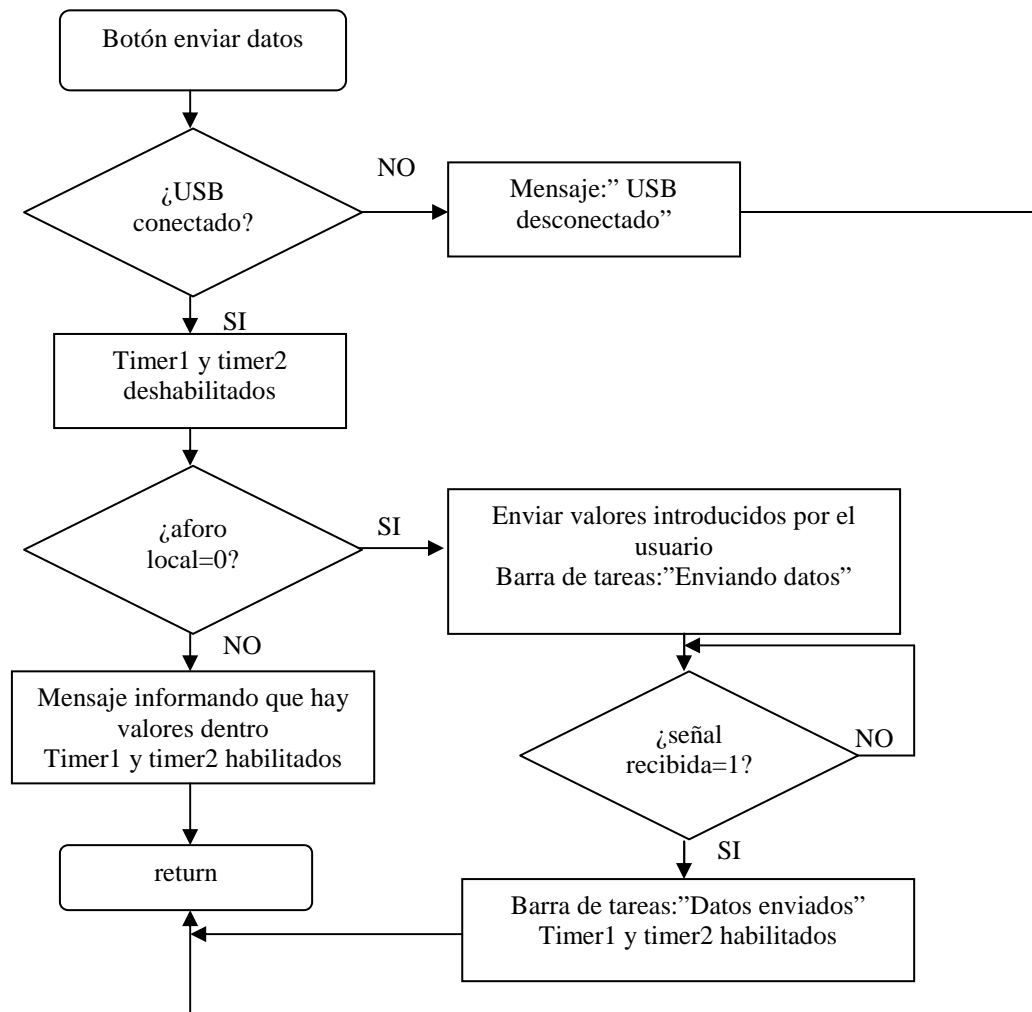 Botón enviar datos
¿USB
conectado?
NO
Mensaje:” USB
desconectado”
SI
Timer1 y timer2
deshabilitados
¿aforo
local=0?
SI
Enviar valores introducidos por el
usuario
Barra de tareas:”Enviando datos”
NO
Mensaje informando que hay
valores dentro
Timer1 y timer2 habilitados
¿señal
recibida=1?
NO
SI
return
Barra de tareas:”Datos enviados”
Timer1 y timer2 habilitados